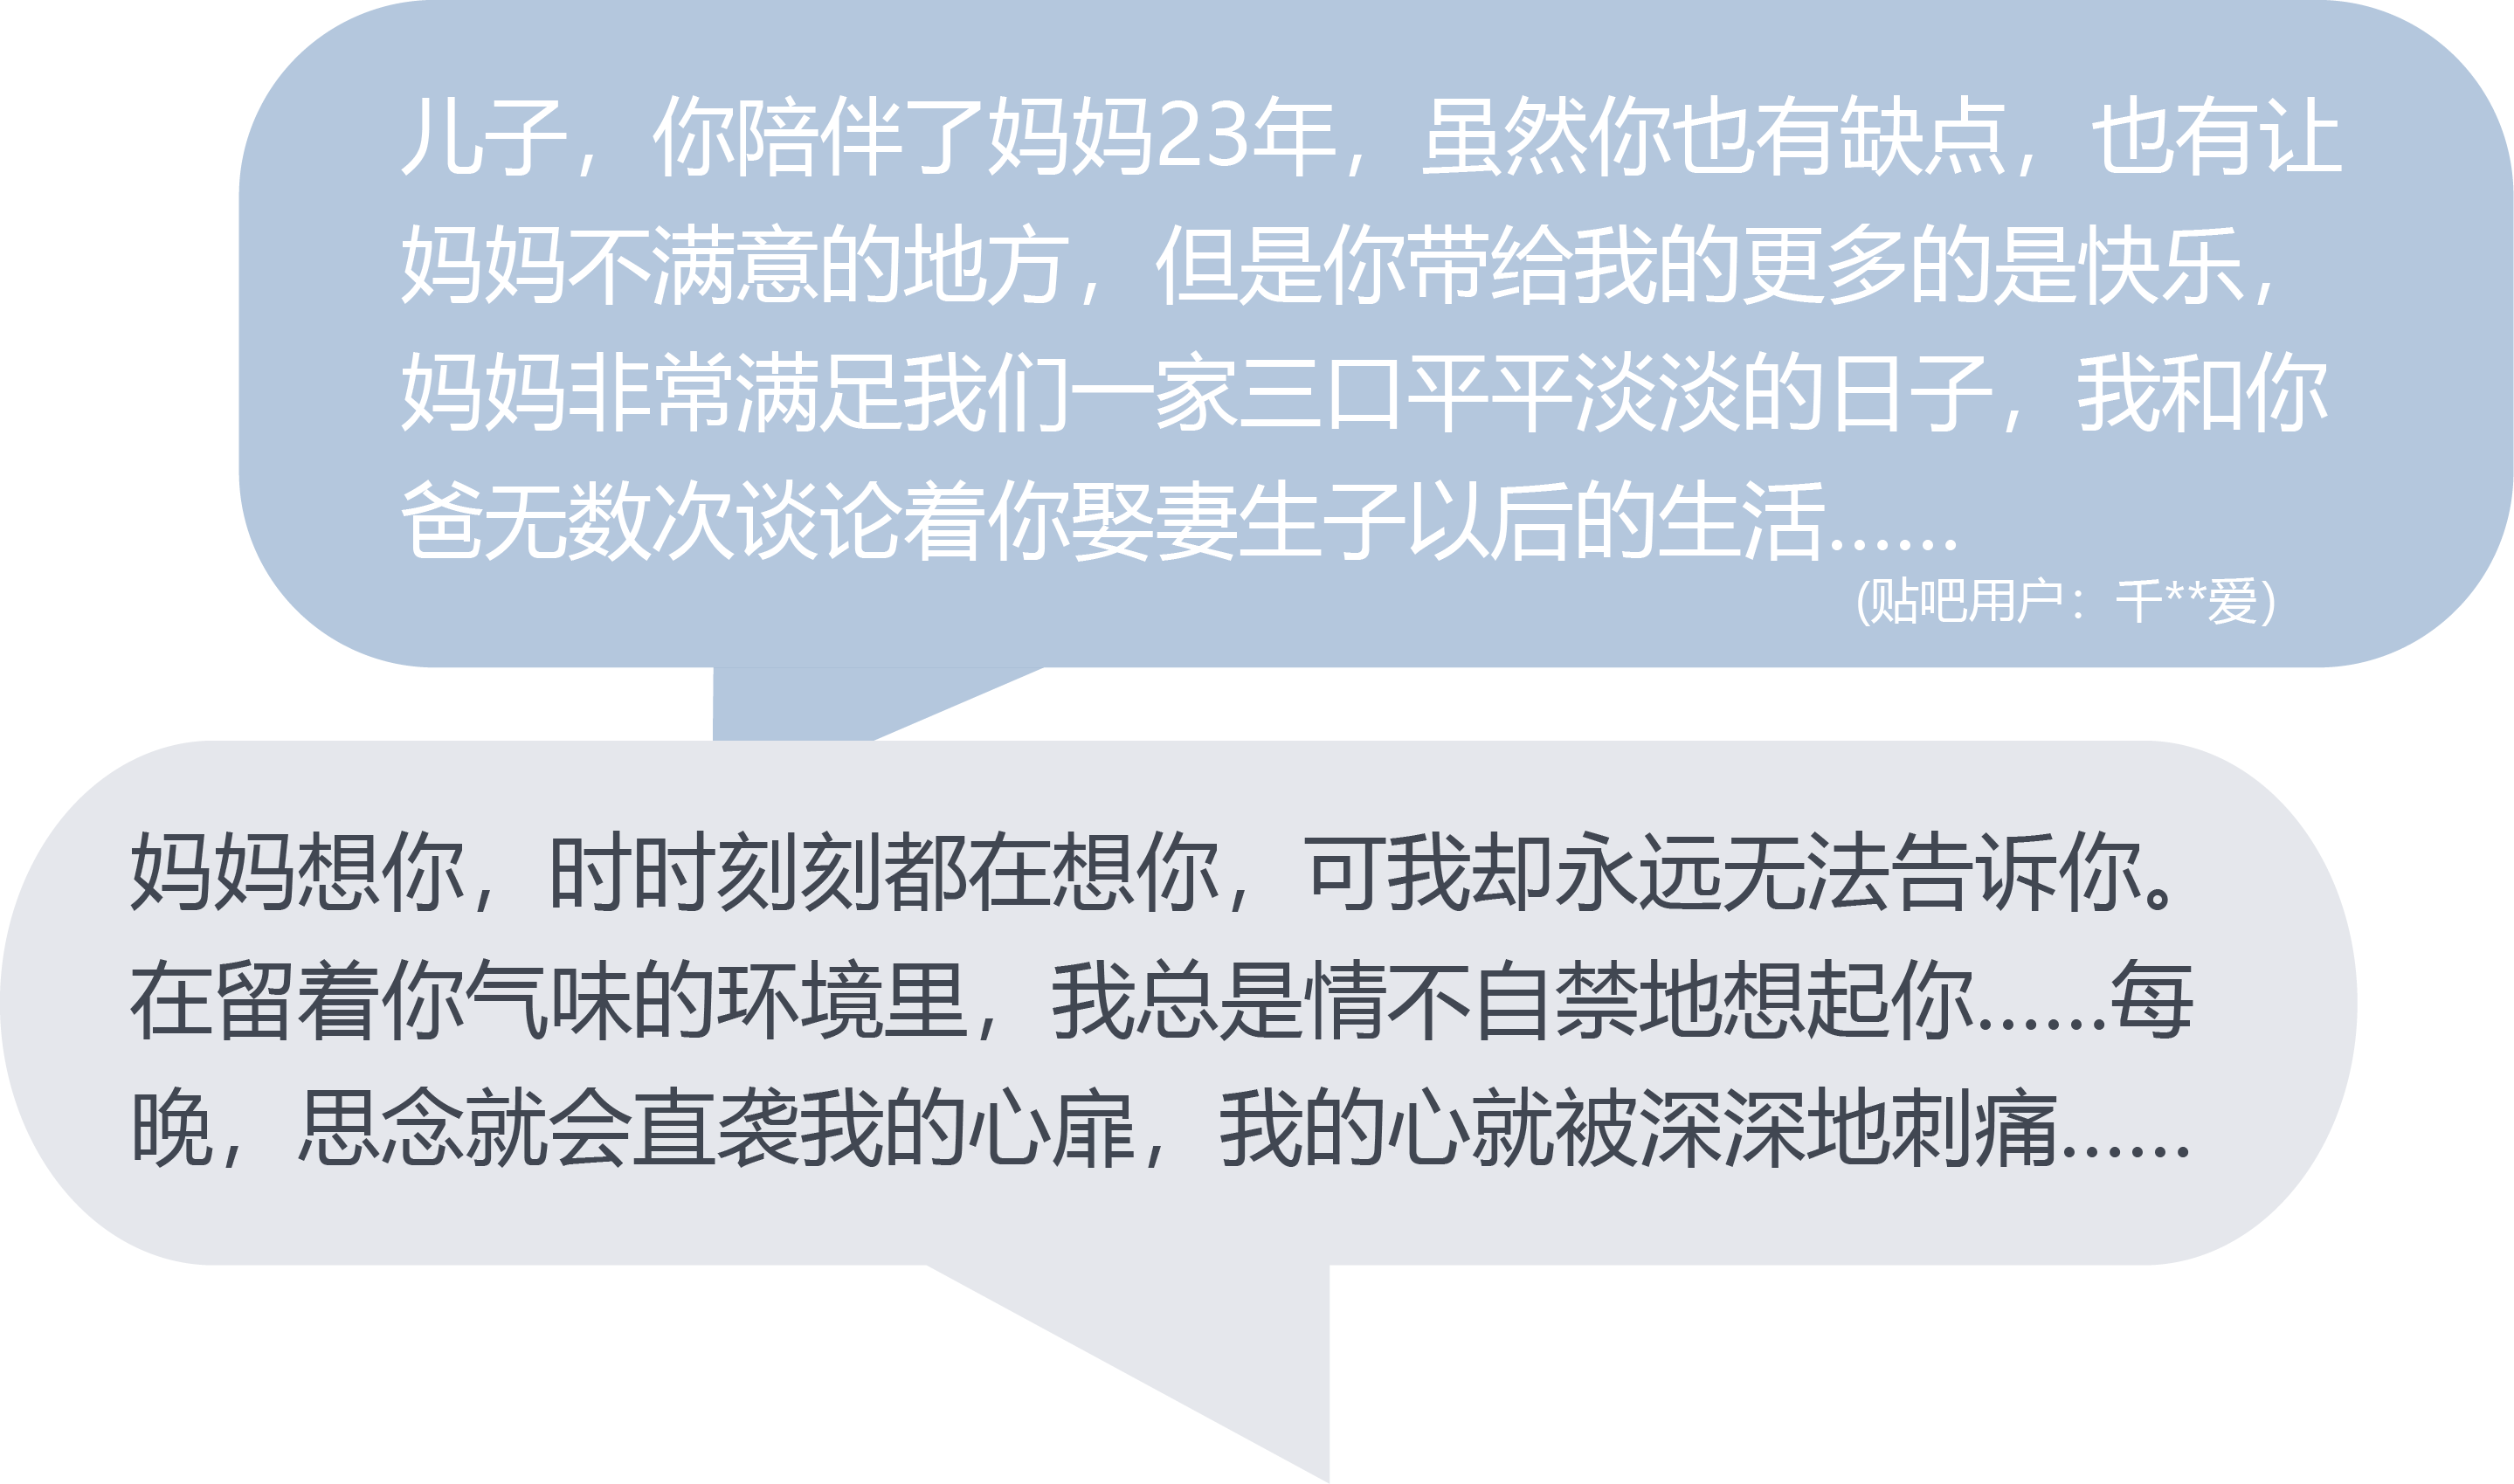 儿子，你陪伴了妈妈23年，虽然你也有缺点，也有让
妈妈不满意的地方，但是你带给我的更多的是快乐，
妈妈非常满足我们一家三口平平淡淡的日子，我和你
爸无数次谈论着你娶妻生子以后的生活……
(贴吧用户：千**爱)
妈妈想你，时时刻刻都在想你，可我却永远无法告诉你。
在留着你气味的环境里，我总是情不自禁地想起你……每
晚，思念就会直袭我的心扉，我的心就被深深地刺痛……